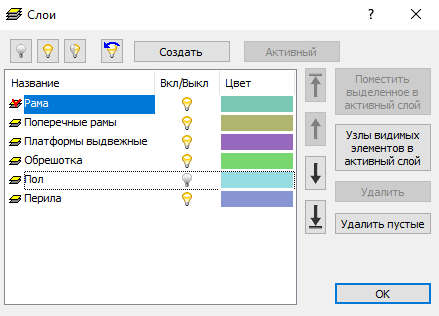 Слои
? ×
Создать
Активный
Название Вкл/Выкл Цвет
Рама
Поперечные рамы
Платформы выдвежные
Обрешотка
Пол
Перила
Поместить
выделенное в
активный слой
Узлы видимых
элементов в
активный слой
Удалить
Удалить пустые
OK